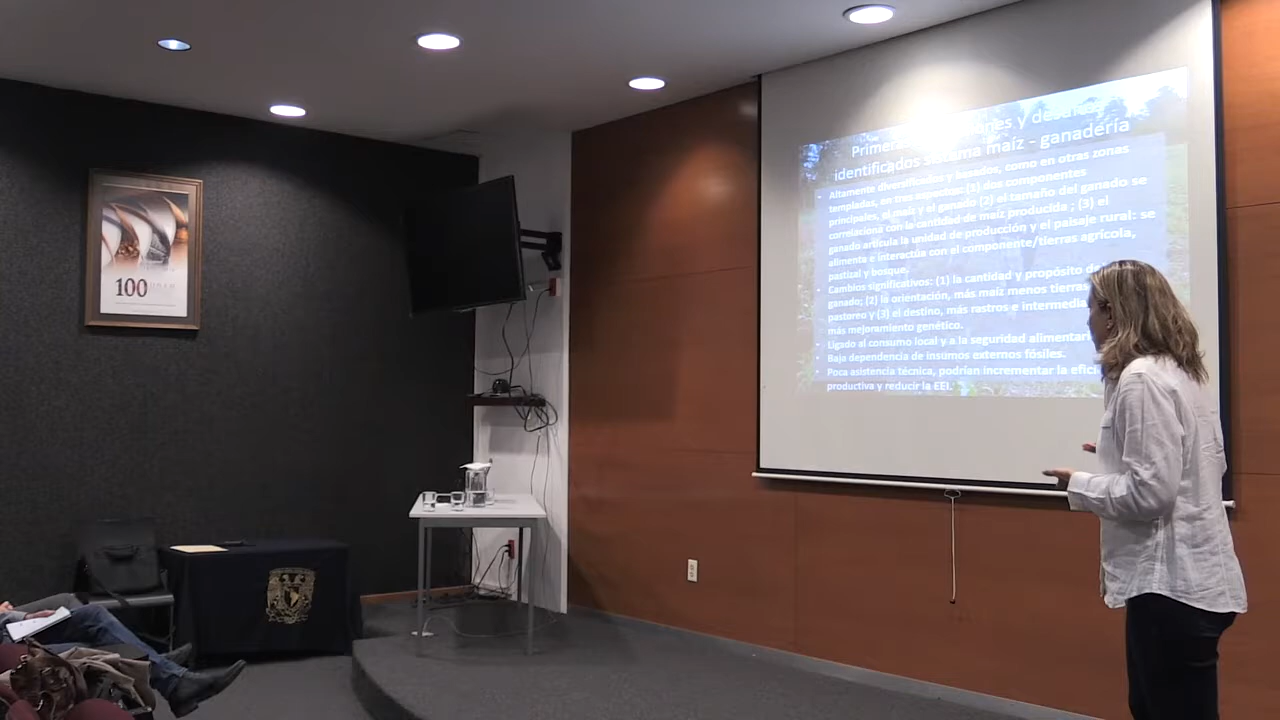 100
Primeras y desafíos
identificados sistema maíz - ganadería
• Altamente diversificados y basados, como en otras zonas
templadas, en tres aspectos: (1) dos componentes
principales, el maíz y el ganado (2) el tamaño del ganado se
correlaciona con la cantidad de maíz producida ; (3) el
ganado articula la unidad de producción y el paisaje rural: se
alimenta e interactúa con el componente/tierras agrícola,
pastizal y bosque.
• Cambios significativos: (1) la cantidad y propósito
ganado; (2) la orientación, más maíz menos tierras
pastoreo y (3) el destino, más rastros e
más mejoramiento genético.
• Ligado al consumo local y a la seguridad
• Baja dependencia de insumos externos fósiles.
• Poca asistencia técnica, podrían incrementar la
productiva y reducir la EEI.